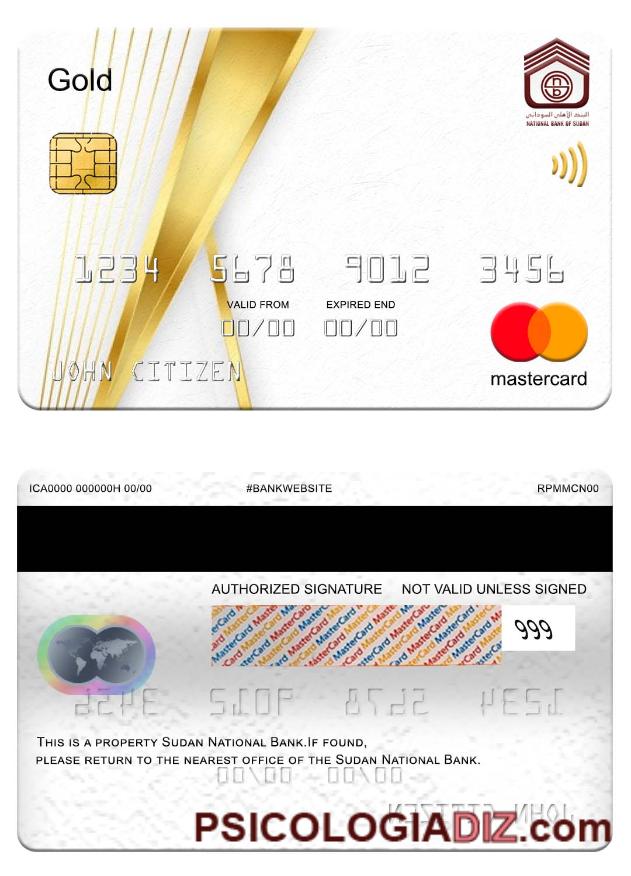 Gold
البنك الأهلي السوداني
NATIONAL BANK OF SUDAN
1234 5678 9012 3456
VALID FROM EXPIRED END
00/00 00/00
JOHN CITIZEN
mastercard
ICA0000 000000H 00/00 #BANKWEBSITE RPMMCN00
AUTHORIZED SIGNATURE NOT VALID UNLESS SIGNED
MasterCard MasterCard MasterCard
999
THIS IS A PROPERTY SUDAN NATIONAL BANK.IF FOUND,
PLEASE RETURN TO THE NEAREST OFFICE OF THE SUDAN NATIONAL BANK.
PSICOLOGIADIZ.com